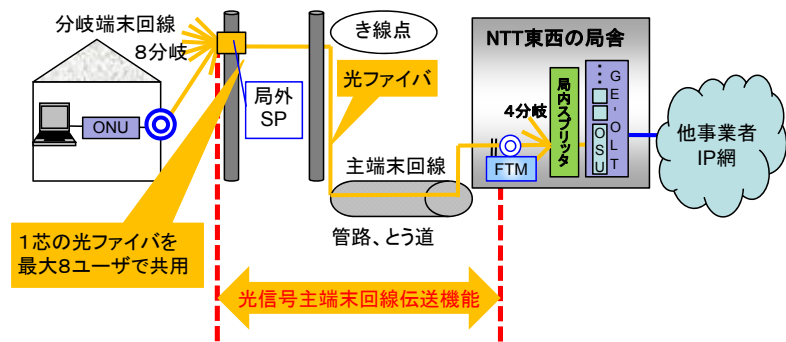 分岐端末回線
8分岐
ONU
局外
SP
1芯の光ファイバを
最大8ユーザで共用
き線点
光ファイバ
主端末回線
管路、とう道
光信号主端末回線伝送機能
NTT東西の局舎
4分岐
FTM
局内スプリッタ
GE'OLT
…
OSU
他事業者
IP網